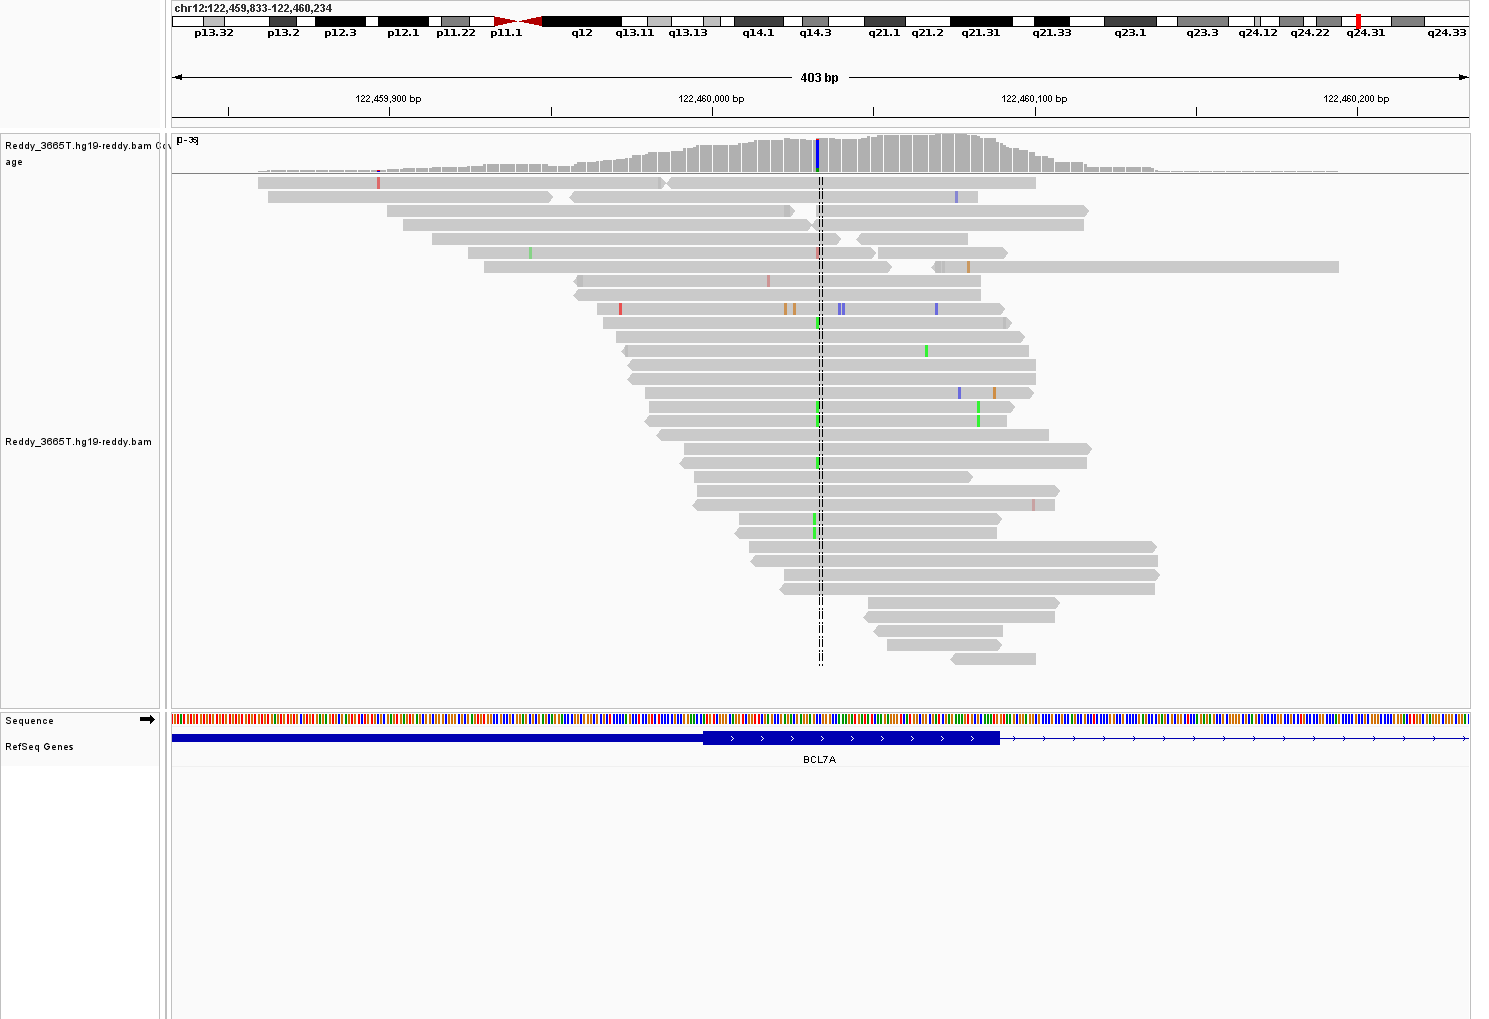 chr12:122,459,833-122,460,234
p13.32 p13.2 p12.3 p12.1 p11.22 p11.1 q12 q13.11 q13.13 q14.1 q14.3 q21.1 q21.2 q21.31 q21.33 q23.1 q23.3 q24.12 q24.22 q24.31 q24.33
403 bp
122,459,900 bp 122,460,000 bp 122,460,100 bp 122,460,200 bp
Reddy_3665T.hg19-reddy.bam Cov
age
Reddy_3665T.hg19-reddy.bam
Sequence
RefSeq Genes
BCL7A